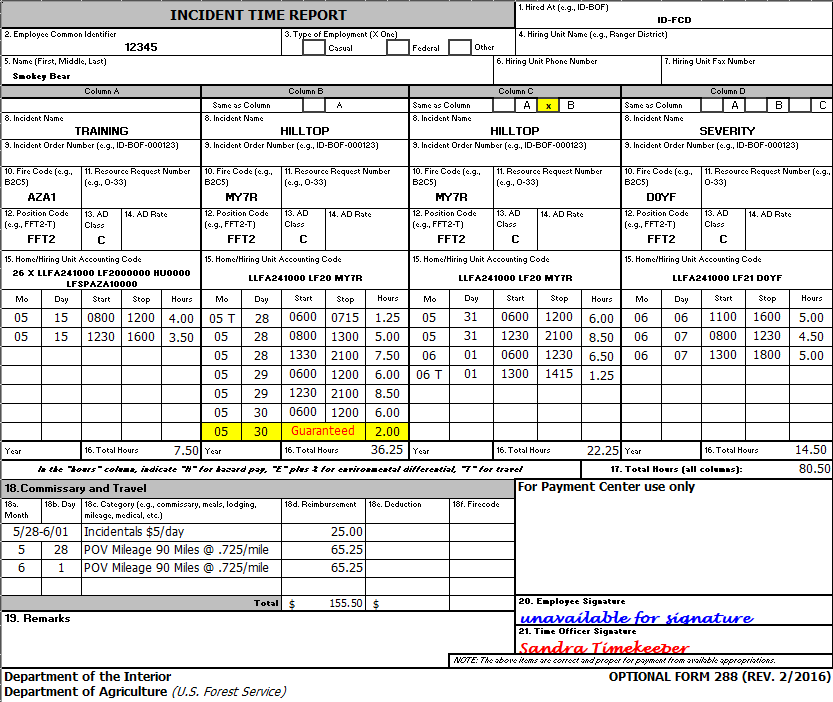 INCIDENT TIME REPORT
1. Hired At (e.g., ID-BOF)
ID-FCD
2. Employee Common Identifier
12345
3. Type of Employment (X One)
Casual Federal Other
4. Hiring Unit Name (e.g., Ranger District)
5. Name (First, Middle, Last)
Smokey Bear
6. Hiring Unit Phone Number
7. Hiring Unit Fax Number
Column A Column B Column C Column D
Same as Column A Same as Column A x B Same as Column A B C
8. Incident Name 8. Incident Name 8. Incident Name 8. Incident Name
TRAINING HILLTOP HILLTOP SEVERITY
9. Incident Order Number (e.g., ID-BOF-000123) 9. Incident Order Number (e.g., ID-BOF-000123) 9. Incident Order Number (e.g., ID-BOF-000123) 9. Incident Order Number (e.g., ID-BOF-000123)
10. Fire Code (e.g., 11. Resource Request Number 10. Fire Code (e.g., 11. Resource Request Number 10. Fire Code (e.g., 11. Resource Request Number 10. Fire Code (e.g., 11. Resource Request Number (e.g.,
B2C5) (e.g., O-33) B2C5) (e.g., O-33) B2C5) (e.g., O-33) B2C5) O-33)
AZA1 MY7R MY7R D0YF
12. Position Code 13. AD 14. AD Rate 12. Position Code 13. AD 14. AD Rate 12. Position Code 13. AD 14. AD Rate 12. Position Code 13. AD 14. AD Rate
(e.g., FFT2-T) Class (e.g., FFT2-T) Class (e.g., FFT2-T) Class (e.g., FFT2-T) Class
FFT2 C FFT2 C FFT2 C FFT2 C
15. Home/Hiring Unit Accounting Code 15. Home/Hiring Unit Accounting Code 15. Home/Hiring Unit Accounting Code 15. Home/Hiring Unit Accounting Code
26 X LLFA241000 LF2000000 HU0000
LFSPAZA10000
LLFA241000 LF20 MY7R LLFA241000 LF20 MY7R LLFA241000 LF21 D0YF
Mo Day Start Stop Hours Mo Day Start Stop Hours Mo Day Start Stop Hours Mo Day Start Stop Hours
05 15 0800 1200 4.00 05 T 28 0600 0715 1.25 05 31 0600 1200 6.00 06 06 1100 1600 5.00
05 15 1230 1600 3.50 05 28 0800 1300 5.00 05 31 1230 2100 8.50 06 07 0800 1230 4.50
05 28 1330 2100 7.50 06 01 0600 1230 6.50 06 07 1300 1800 5.00
05 29 0600 1200 6.00 06 T 01 1300 1415 1.25
05 29 1230 2100 8.50
05 30 0600 1200 6.00
05 30 Guaranteed 2.00
Year 16. Total Hours 7.50 Year 16. Total Hours 36.25 Year 16. Total Hours 22.25 Year 16. Total Hours 14.50
In the "hours" column, indicate "H" for hazard pay, "E" plus % for environmental differential, "T" for travel
17. Total Hours (all columns): 80.50
18. Commissary and Travel
For Payment Center use only
18a. Month 18b. Day 18c. Category (e.g., commissary, meals, lodging, mileage, medical, etc.) 18d. Reimbursement 18e. Deduction 18f. Firecode
5/28-6/01 Incidentals $5/day 25.00
5 28 POV Mileage 90 Miles @ .725/mile 65.25
6 1 POV Mileage 90 Miles @ .725/mile 65.25
Total $ 155.50 $
19. Remarks
20. Employee Signature
unavailable for signature
21. Time Officer Signature
Sandra Timekeeper
NOTE: The above items are correct and proper for payment from available appropriations.
Department of the Interior
OPTIONAL FORM 288 (REV. 2/2016)
Department of Agriculture (U.S. Forest Service)